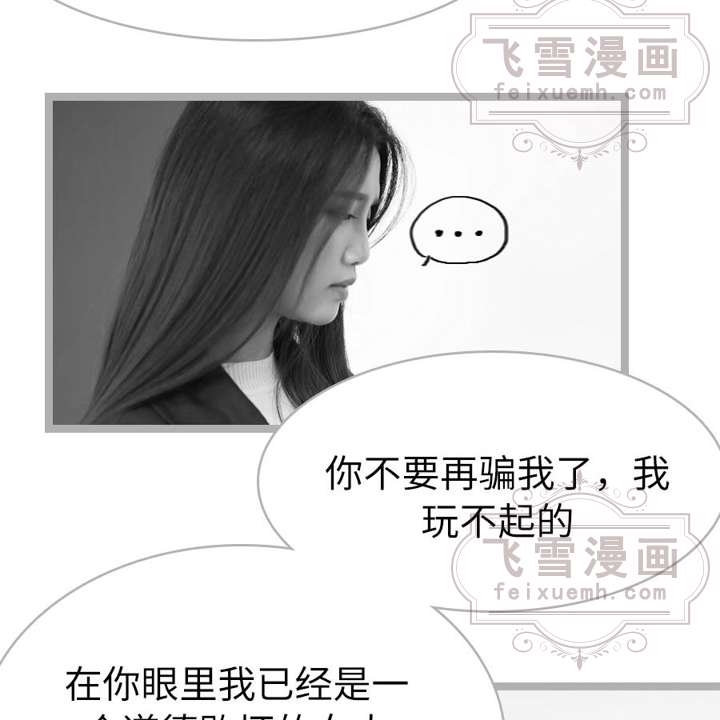 飞雪漫画
feixuemh.com
...
你不要再骗我了，我
玩不起的
飞雪漫画
feixuemh.com
在你眼里我已经是一